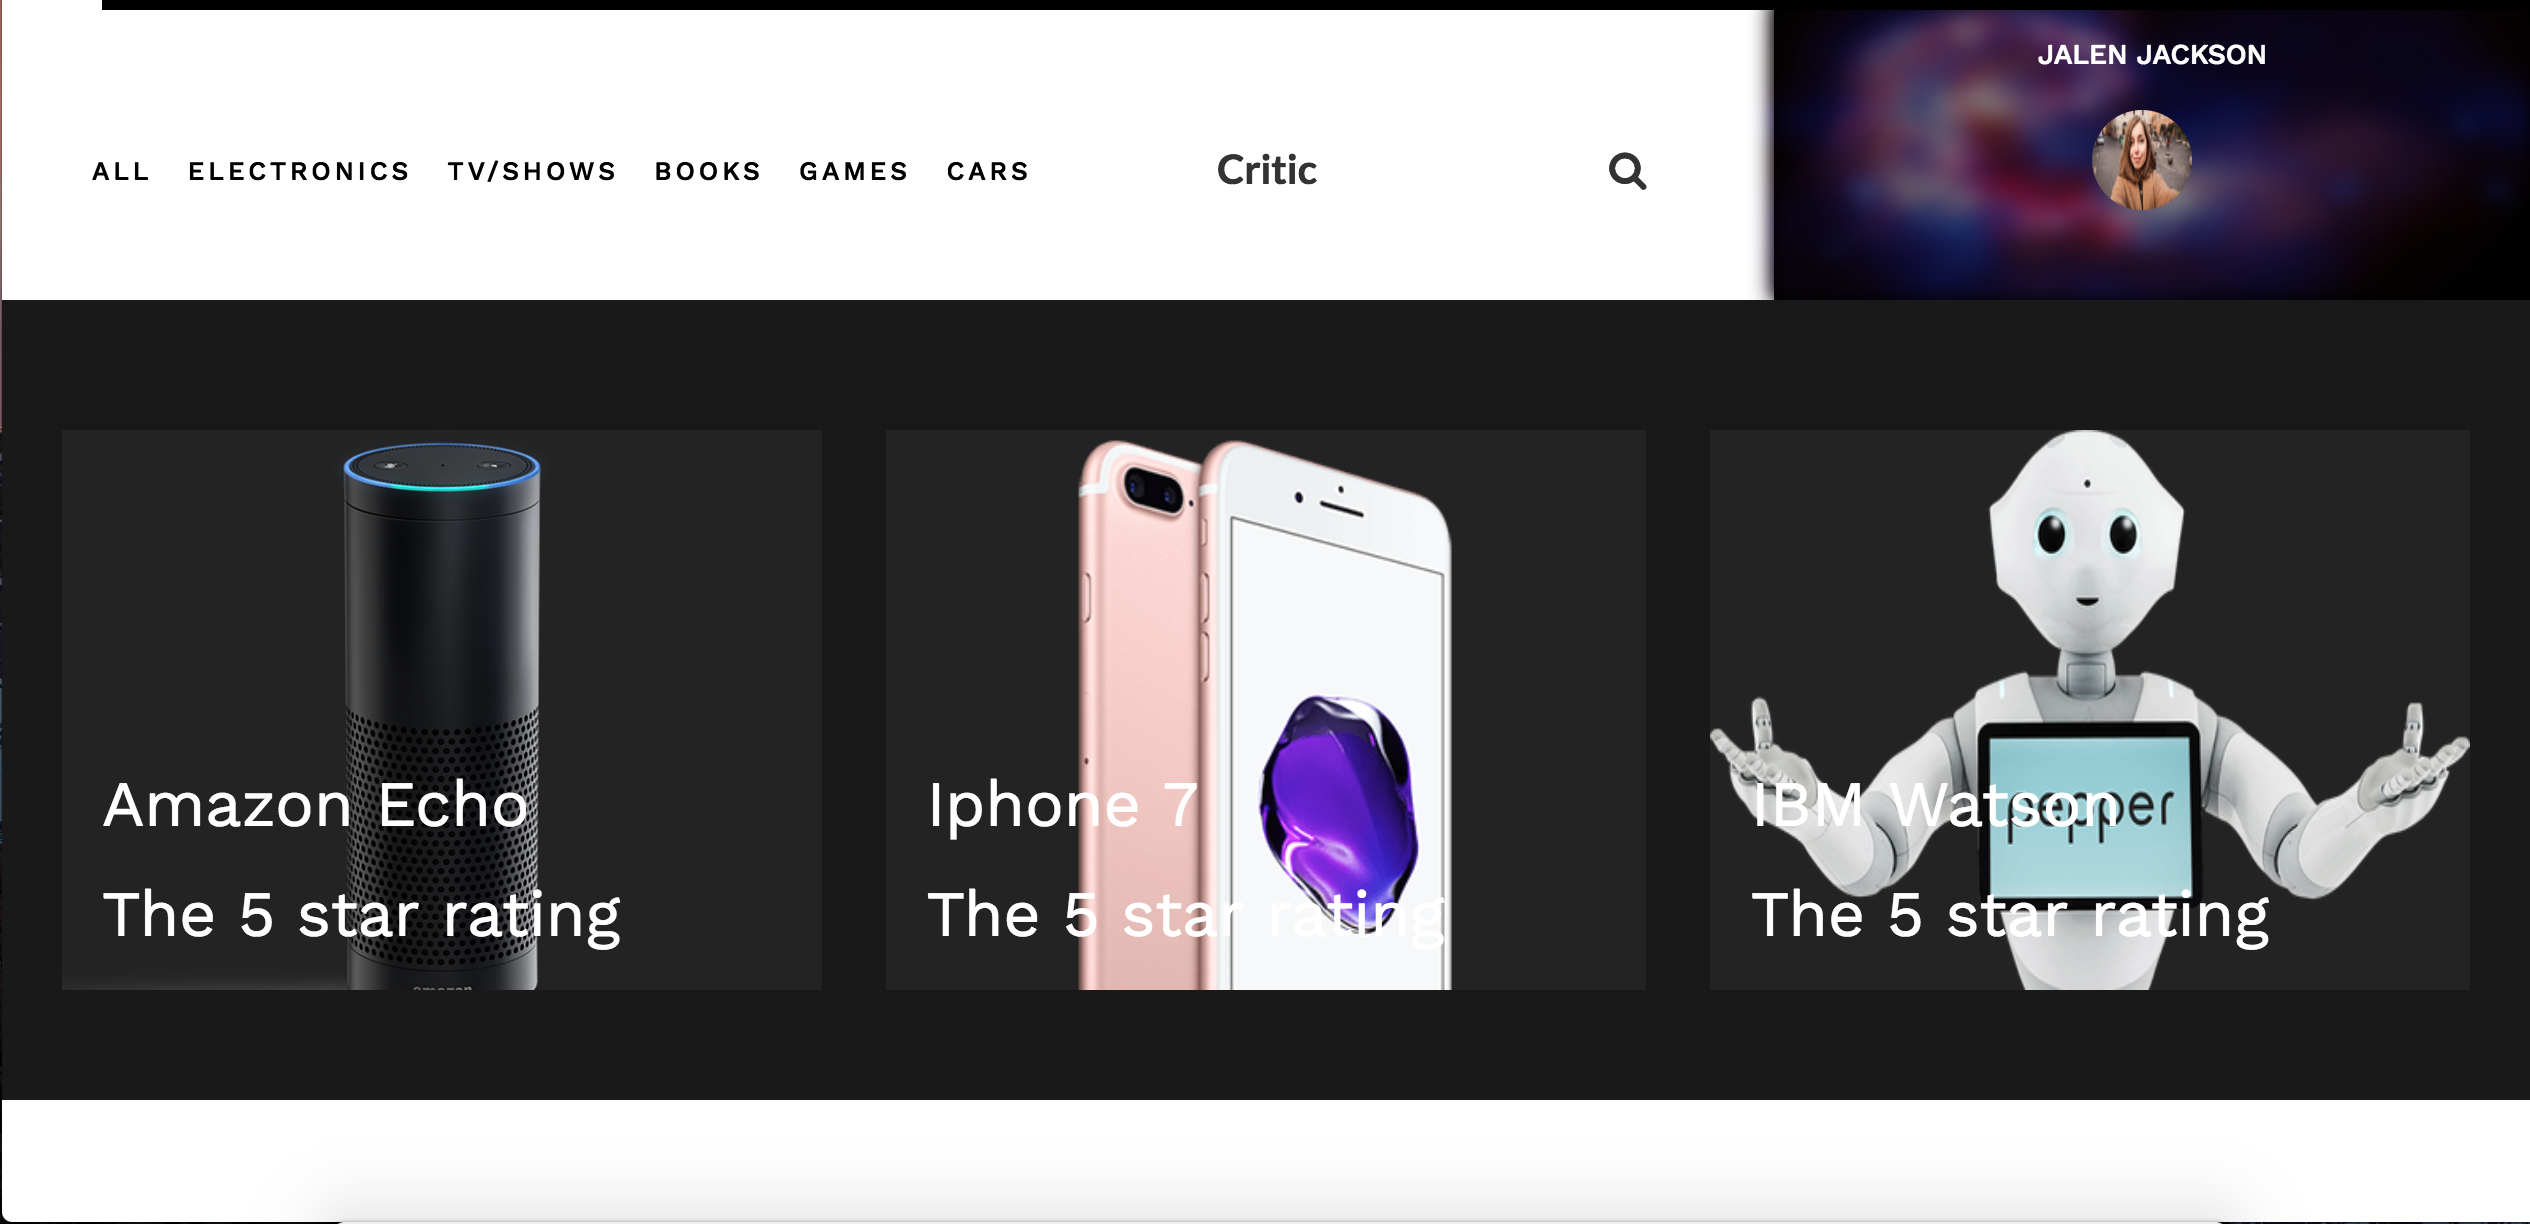 JALEN JACKSON
ALL ELECTRONICS TV/SHOWS BOOKS GAMES CARS Critic
Amazon Echo
The 5 star rating
amazon
Iphone 7
The 5 star rating
IBM Watson
pepper
The 5 star rating